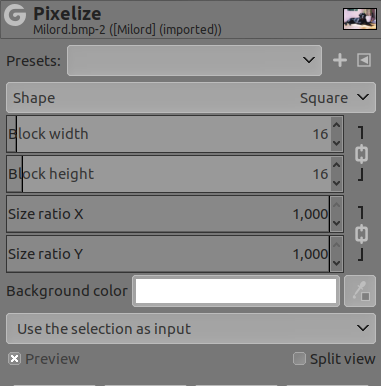 Pixelize
Milord.bmp-2 ([Milord] (imported))
Presets:
Shape Square
Block width 16
Block height 16
Size ratio X 1,000
Size ratio Y 1,000
Background color
Use the selection as input
Preview Split view